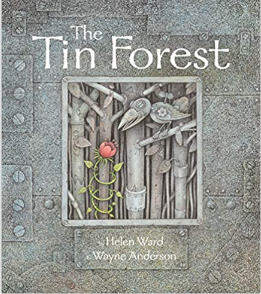 The
Tin Forest
Helen Ward
& Wayne Anderson